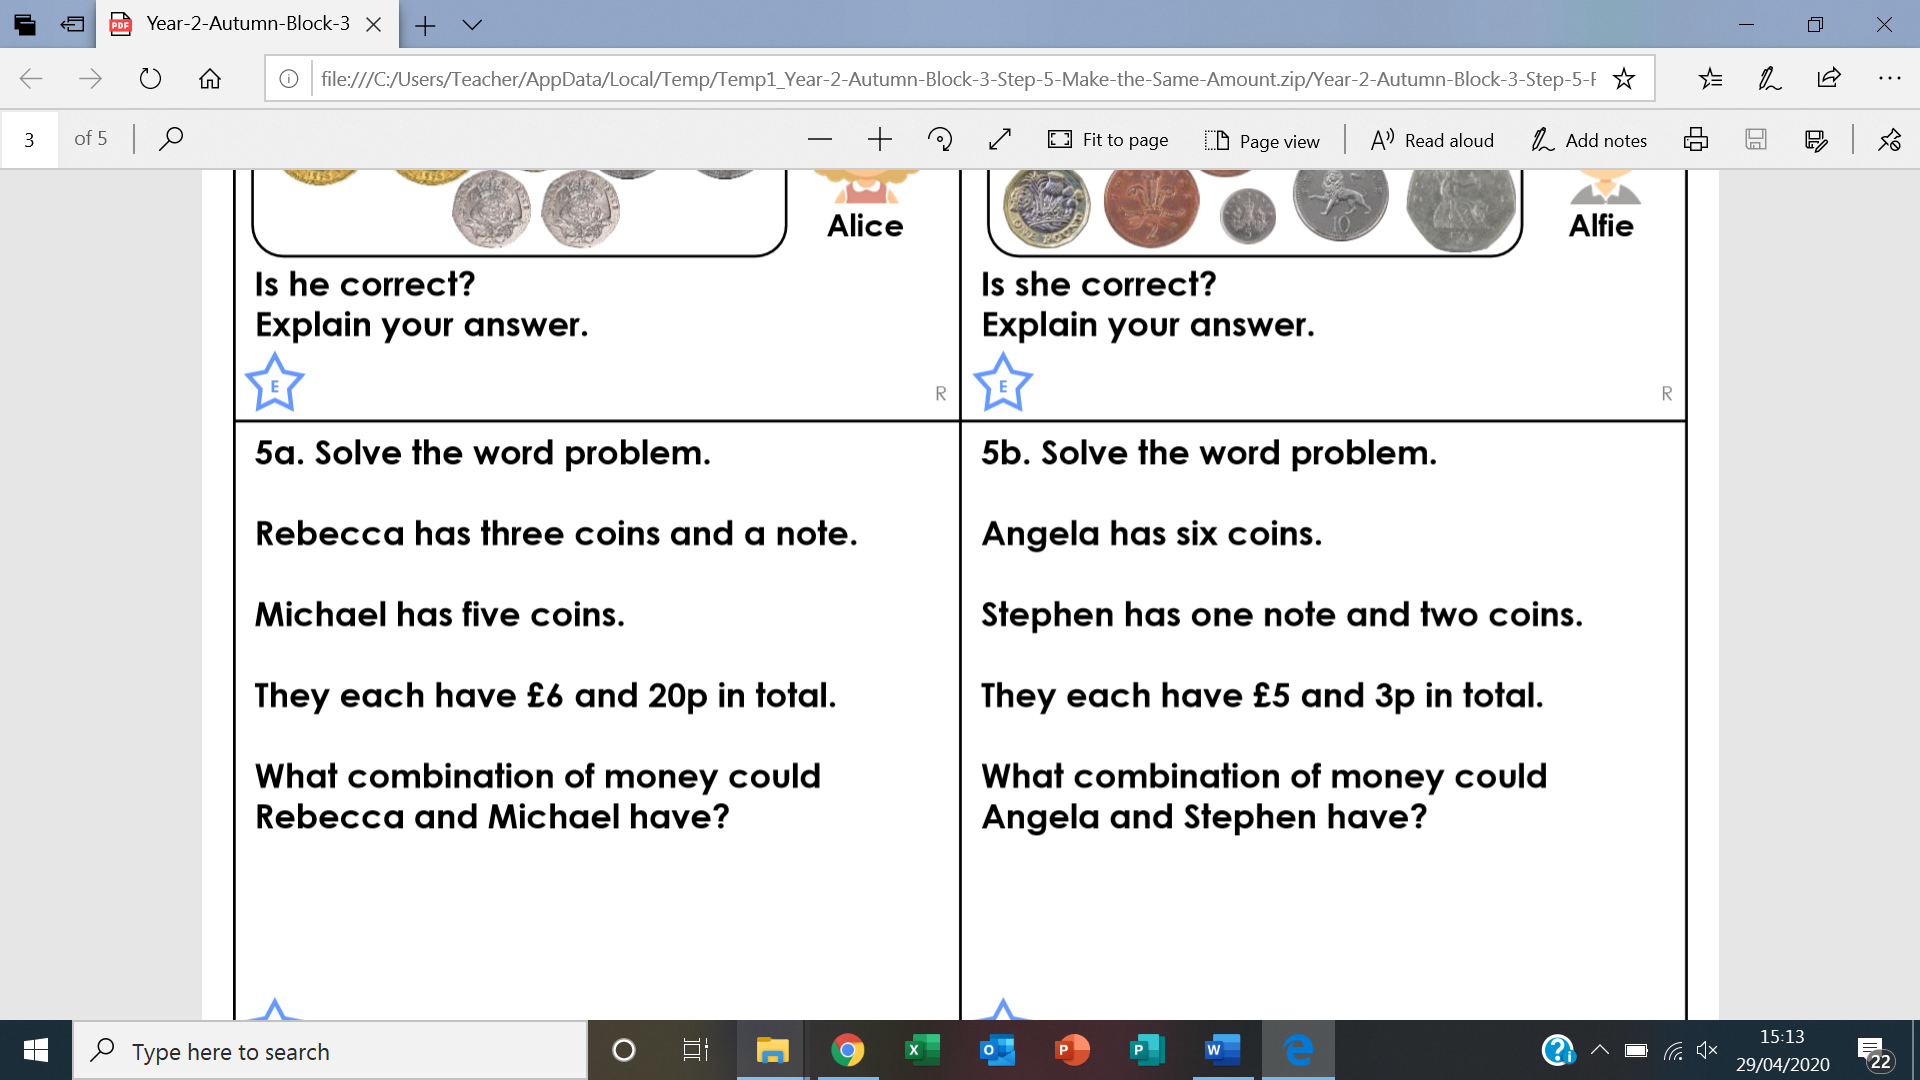 Year-2-Autumn-Block-3
file:///C:/Users/Teacher/AppData/Local/Temp/Temp1_Year-2-Autumn-Block-3-Step-5-Make-the-Same-Amount.zip/Year-2-Autumn-Block-3-Step-5-F
3 of 5
Fit to page
Page view
Read aloud
Add notes
Alice
Is he correct?
Explain your answer.
E
R
ONE POUND
2
5
10
Alfie
Is she correct?
Explain your answer.
E
R
5a. Solve the word problem.
Rebecca has three coins and a note.
Michael has five coins.
They each have £6 and 20p in total.
What combination of money could
Rebecca and Michael have?
5b. Solve the word problem.
Angela has six coins.
Stephen has one note and two coins.
They each have £5 and 3p in total.
What combination of money could
Angela and Stephen have?
Type here to search
15:13
29/04/2020
22